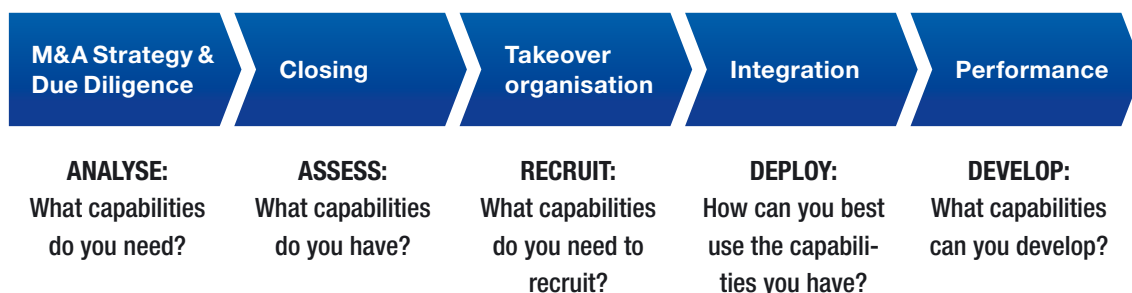 M&A Strategy &
Due Diligence
Closing
Takeover
organisation
Integration
Performance
ANALYSE:
What capabilities
do you need?
ASSESS:
What capabilities
do you have?
RECRUIT:
What capabilities
do you need to
recruit?
DEPLOY:
How can you best
use the capabili-
ties you have?
DEVELOP:
What capabilities
can you develop?